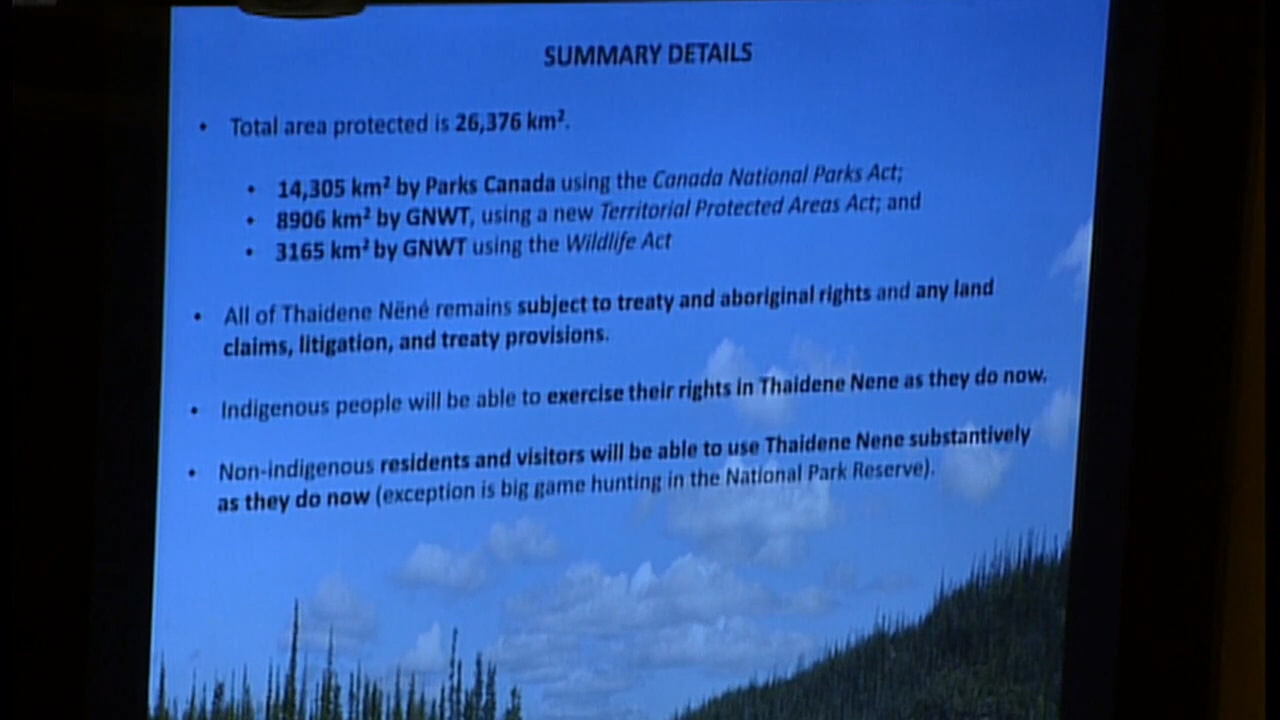 SUMMARY DETAILS
• Total area protected is 26,376 km².
• 14,305 km² by Parks Canada using the Canada National Parks Act;
• 8906 km² by GNWT, using a new Territorial Protected Areas Act; and
• 3165 km² by GNWT using the Wildlife Act
• All of Thaidene Nëné remains subject to treaty and aboriginal rights and any land
claims, litigation, and treaty provisions.
• Indigenous people will be able to exercise their rights in Thaidene Nene as they do now.
• Non-indigenous residents and visitors will be able to use Thaidene Nene substantively
as they do now (exception is big game hunting in the National Park Reserve).